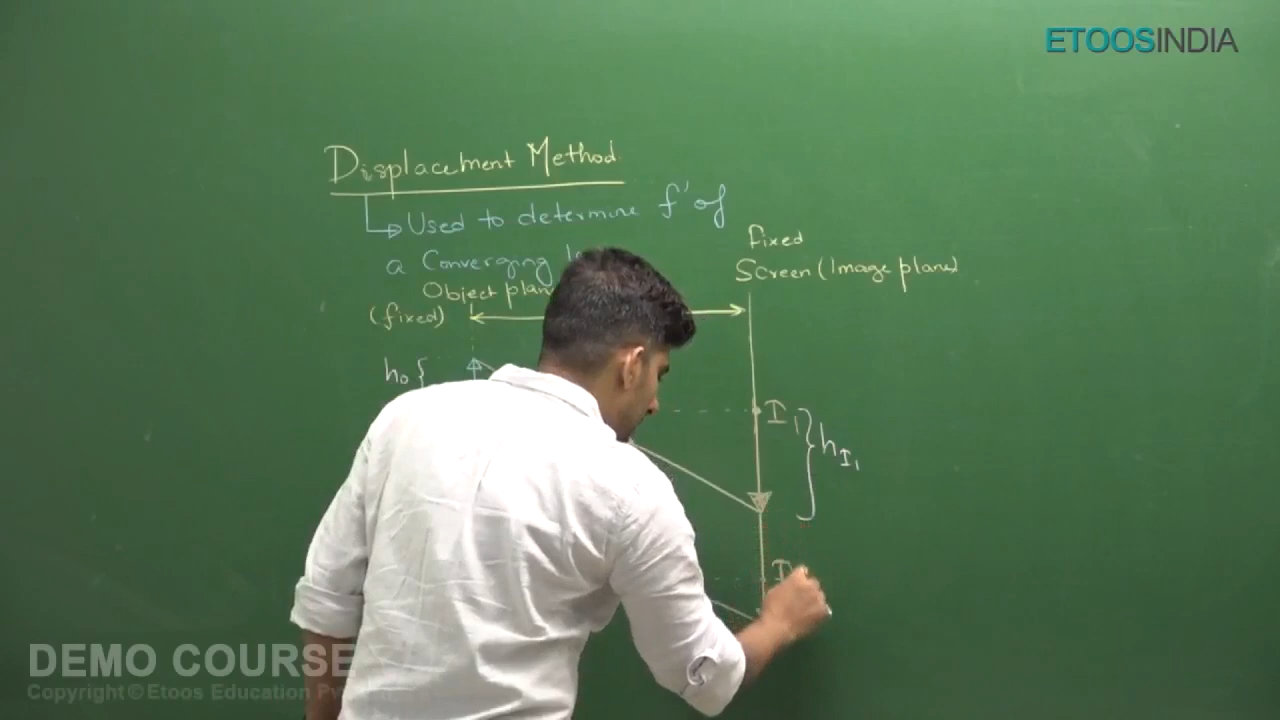 ETOOSINDIA
Displacement Method
Used to determine f' of
a Converging
fixed
Screen (Image plane)
Object plan
(fixed)
h0 {
I1 } hI1
I
DEMO COURSE
Copyright © Etoos Education